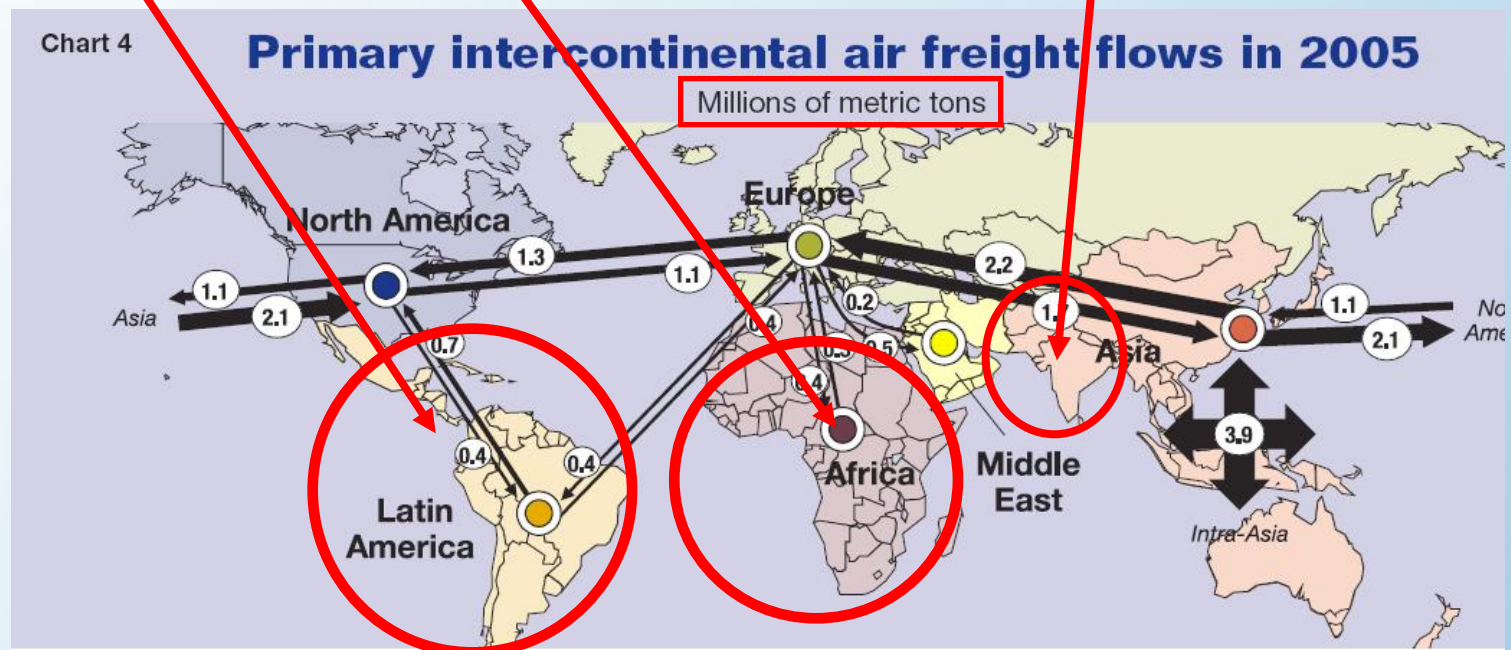 Chart 4
Primary intercontinental air freight flows in 2005
Millions of metric tons
Europe
North America
1.3
2.2
1.1
1.1
0.2
1.1
Asia
2.1
0.4
Asia
2.1
0.7
0.5
0.4
3.9
0.4
0.4
Africa
Middle
East
Latin
America
Intra-Asia